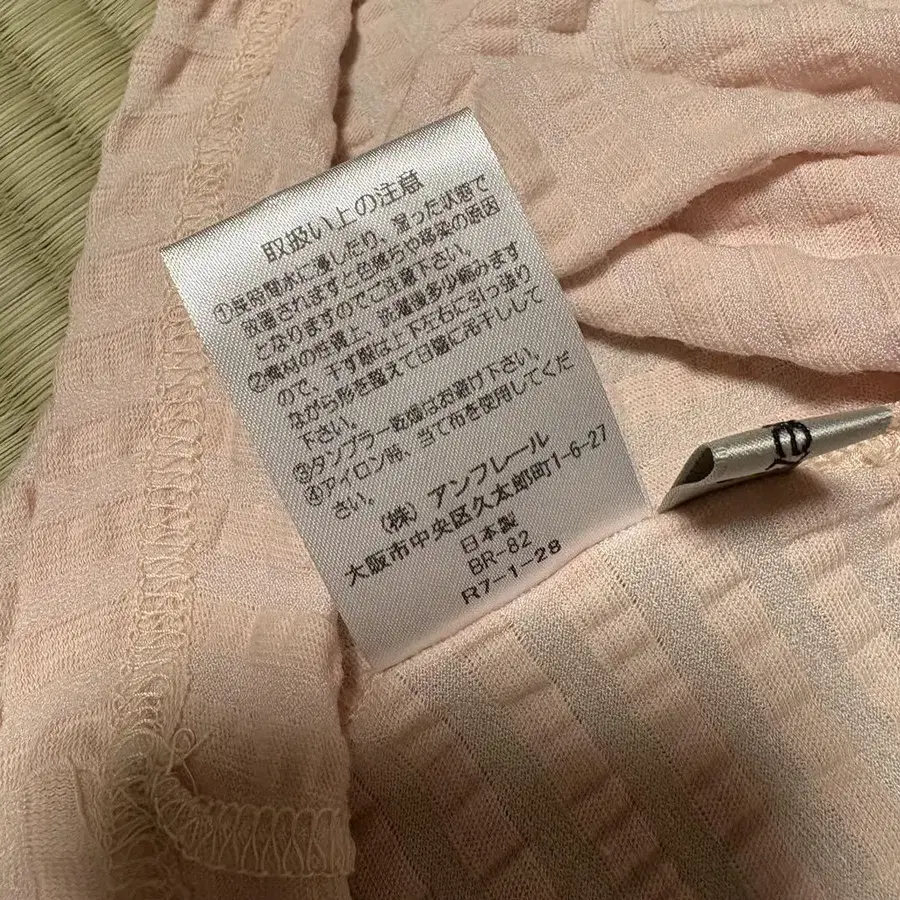 取扱い上の注意
①長時間水に浸したり、湿った状態で
放置されますと色落ちや移染の原因
となりますのでご注意下さい。
②素材の性質上、洗濯後多少縮みます
ので、干す際は上下左右に引っ張り
ながら形を整えて日陰に吊干しして
下さい。
③タンブラー乾燥はお避け下さい。
④アイロン時、当て布を使用してくだ
さい。
(株) アンフレール
大阪市中央区久太郎町1-6-27
日本製
BR-82
R7-1-28